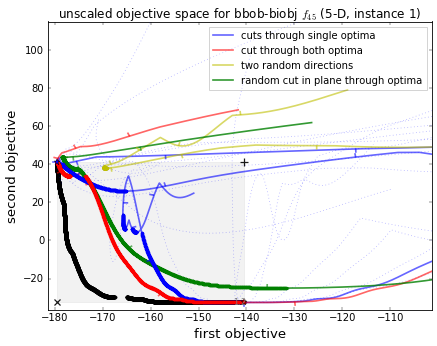 unscaled objective space for bbob-biobj f45 (5-D, instance 1)
cuts through single optima
cut through both optima
two random directions
random cut in plane through optima
second objective
100
80
60
40
20
0
−20
−180
−170
−160
−150
−140
−130
−120
−110
first objective